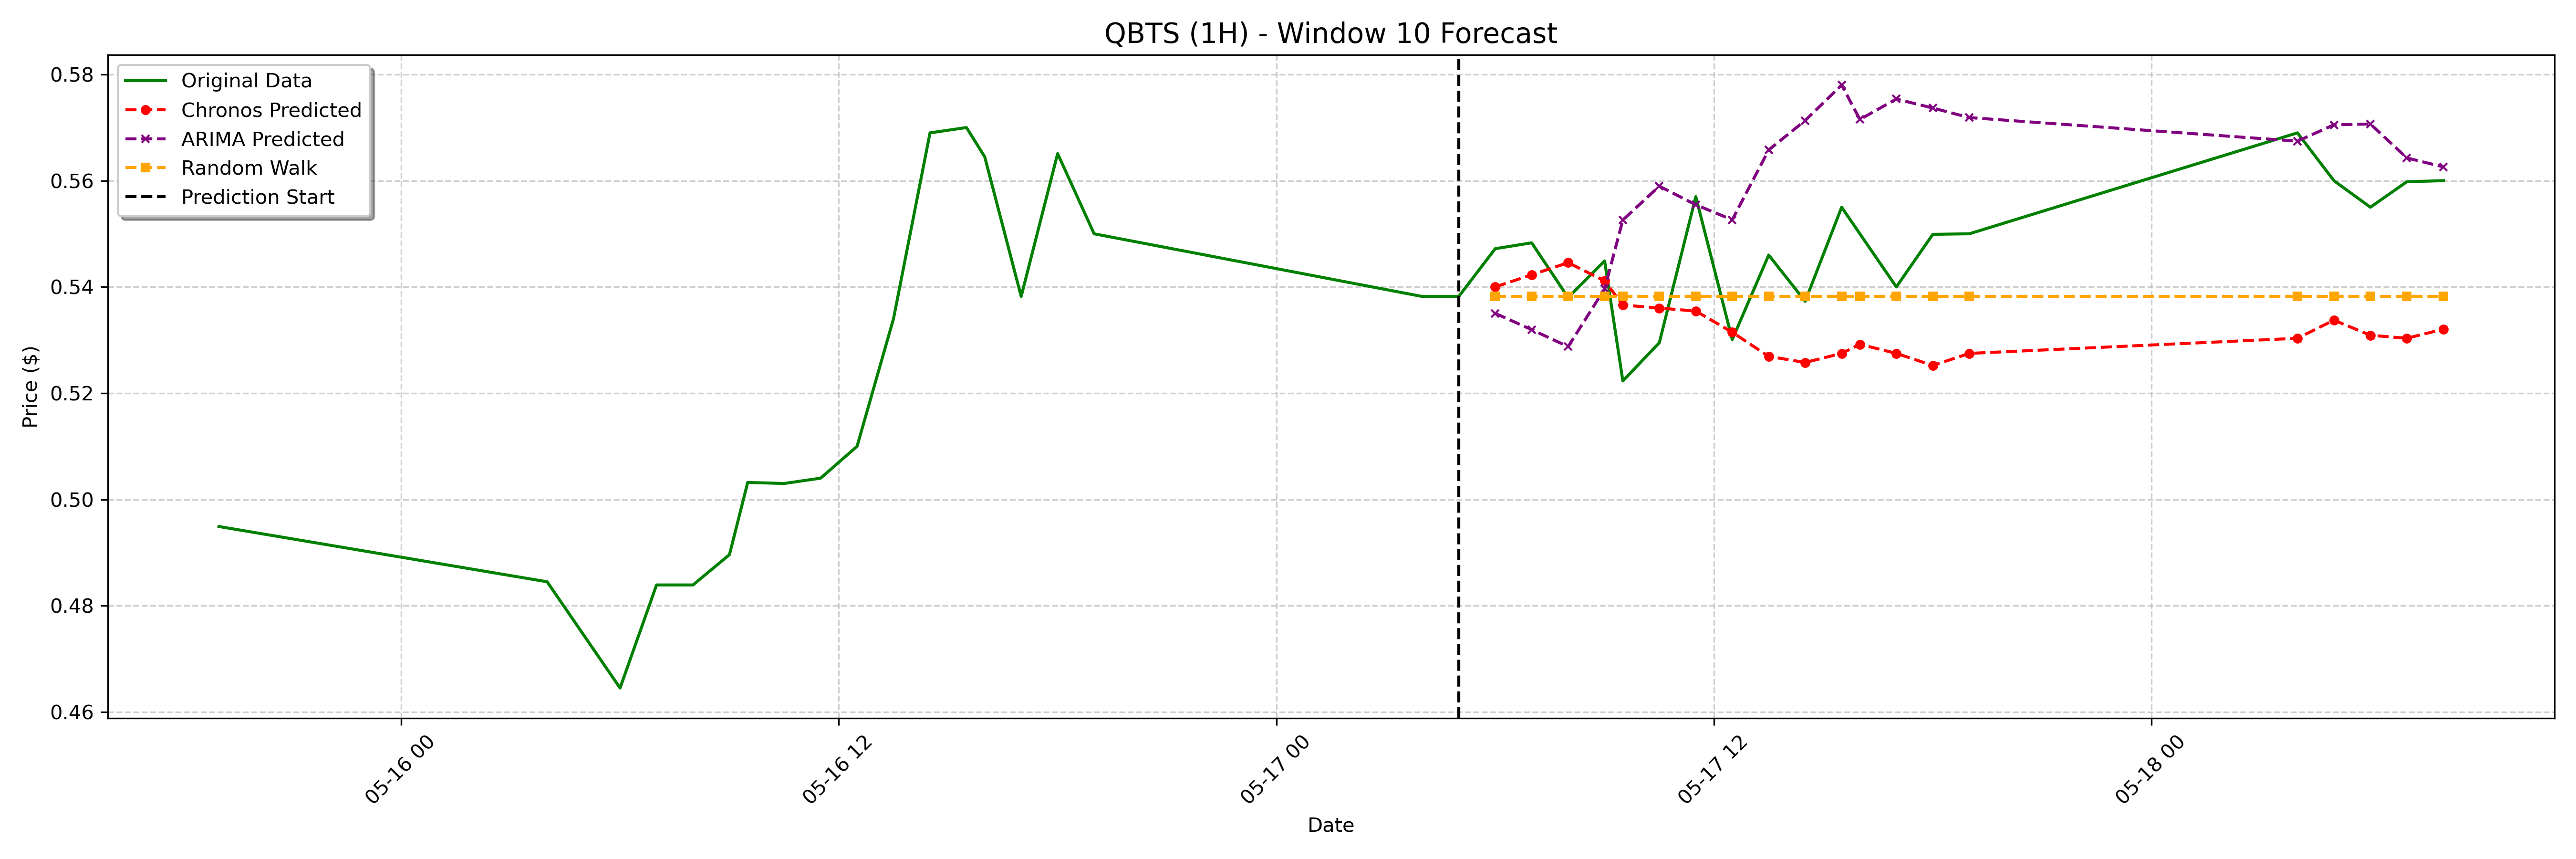 QBTS (1H) - Window 10 Forecast
Original Data
Chronos Predicted
ARIMA Predicted
Random Walk
Prediction Start
Price ($)
0.58
0.56
0.54
0.52
0.50
0.48
0.46
05-16 00
05-16 12
05-17 00
05-17 12
05-18 00
Date